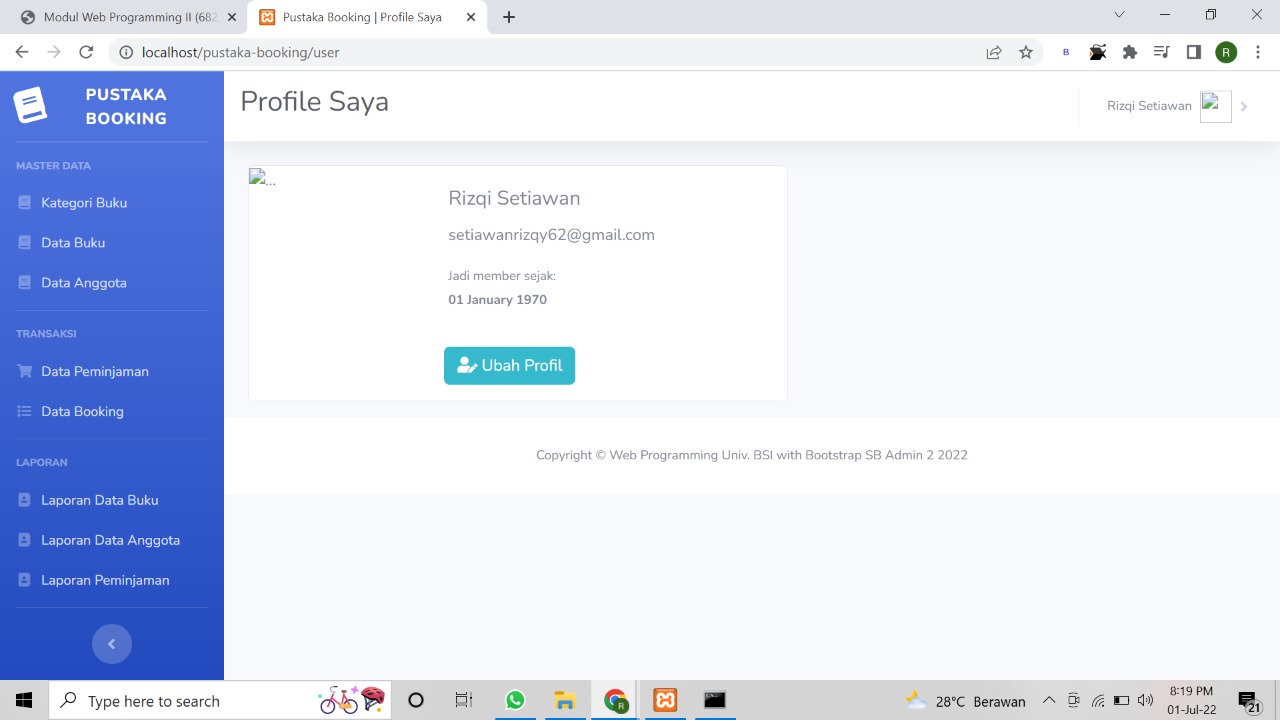 Modul Web Programming II (682
Pustaka Booking | Profile Saya
localhost/pustaka-booking/user
B
R
PUSTAKA
BOOKING
Profile Saya
Rizqi Setiawan
MASTER DATA
Kategori Buku
Data Buku
Data Anggota
TRANSAKSI
Data Peminjaman
Data Booking
LAPORAN
Laporan Data Buku
Laporan Data Anggota
Laporan Peminjaman
...
Rizqi Setiawan
setiawanrizqy62@gmail.com
Jadi member sejak:
01 January 1970
Ubah Profil
Copyright © Web Programming Univ. BSI with Bootstrap SB Admin 2 2022
Type here to search
R
28°C Berawan
8:19 PM
01-Jul-22
21